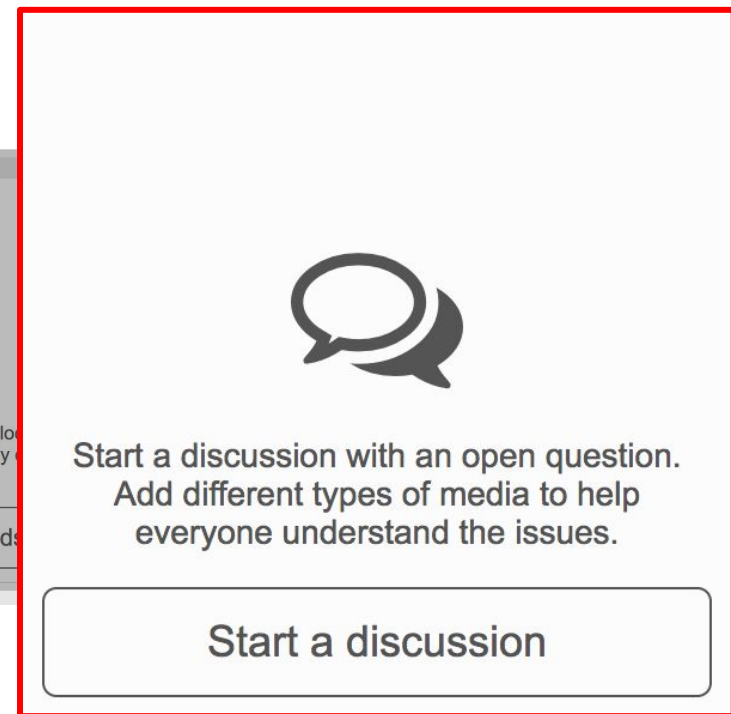 Start a discussion with an open question.
Add different types of media to help
everyone understand the issues.
Start a discussion